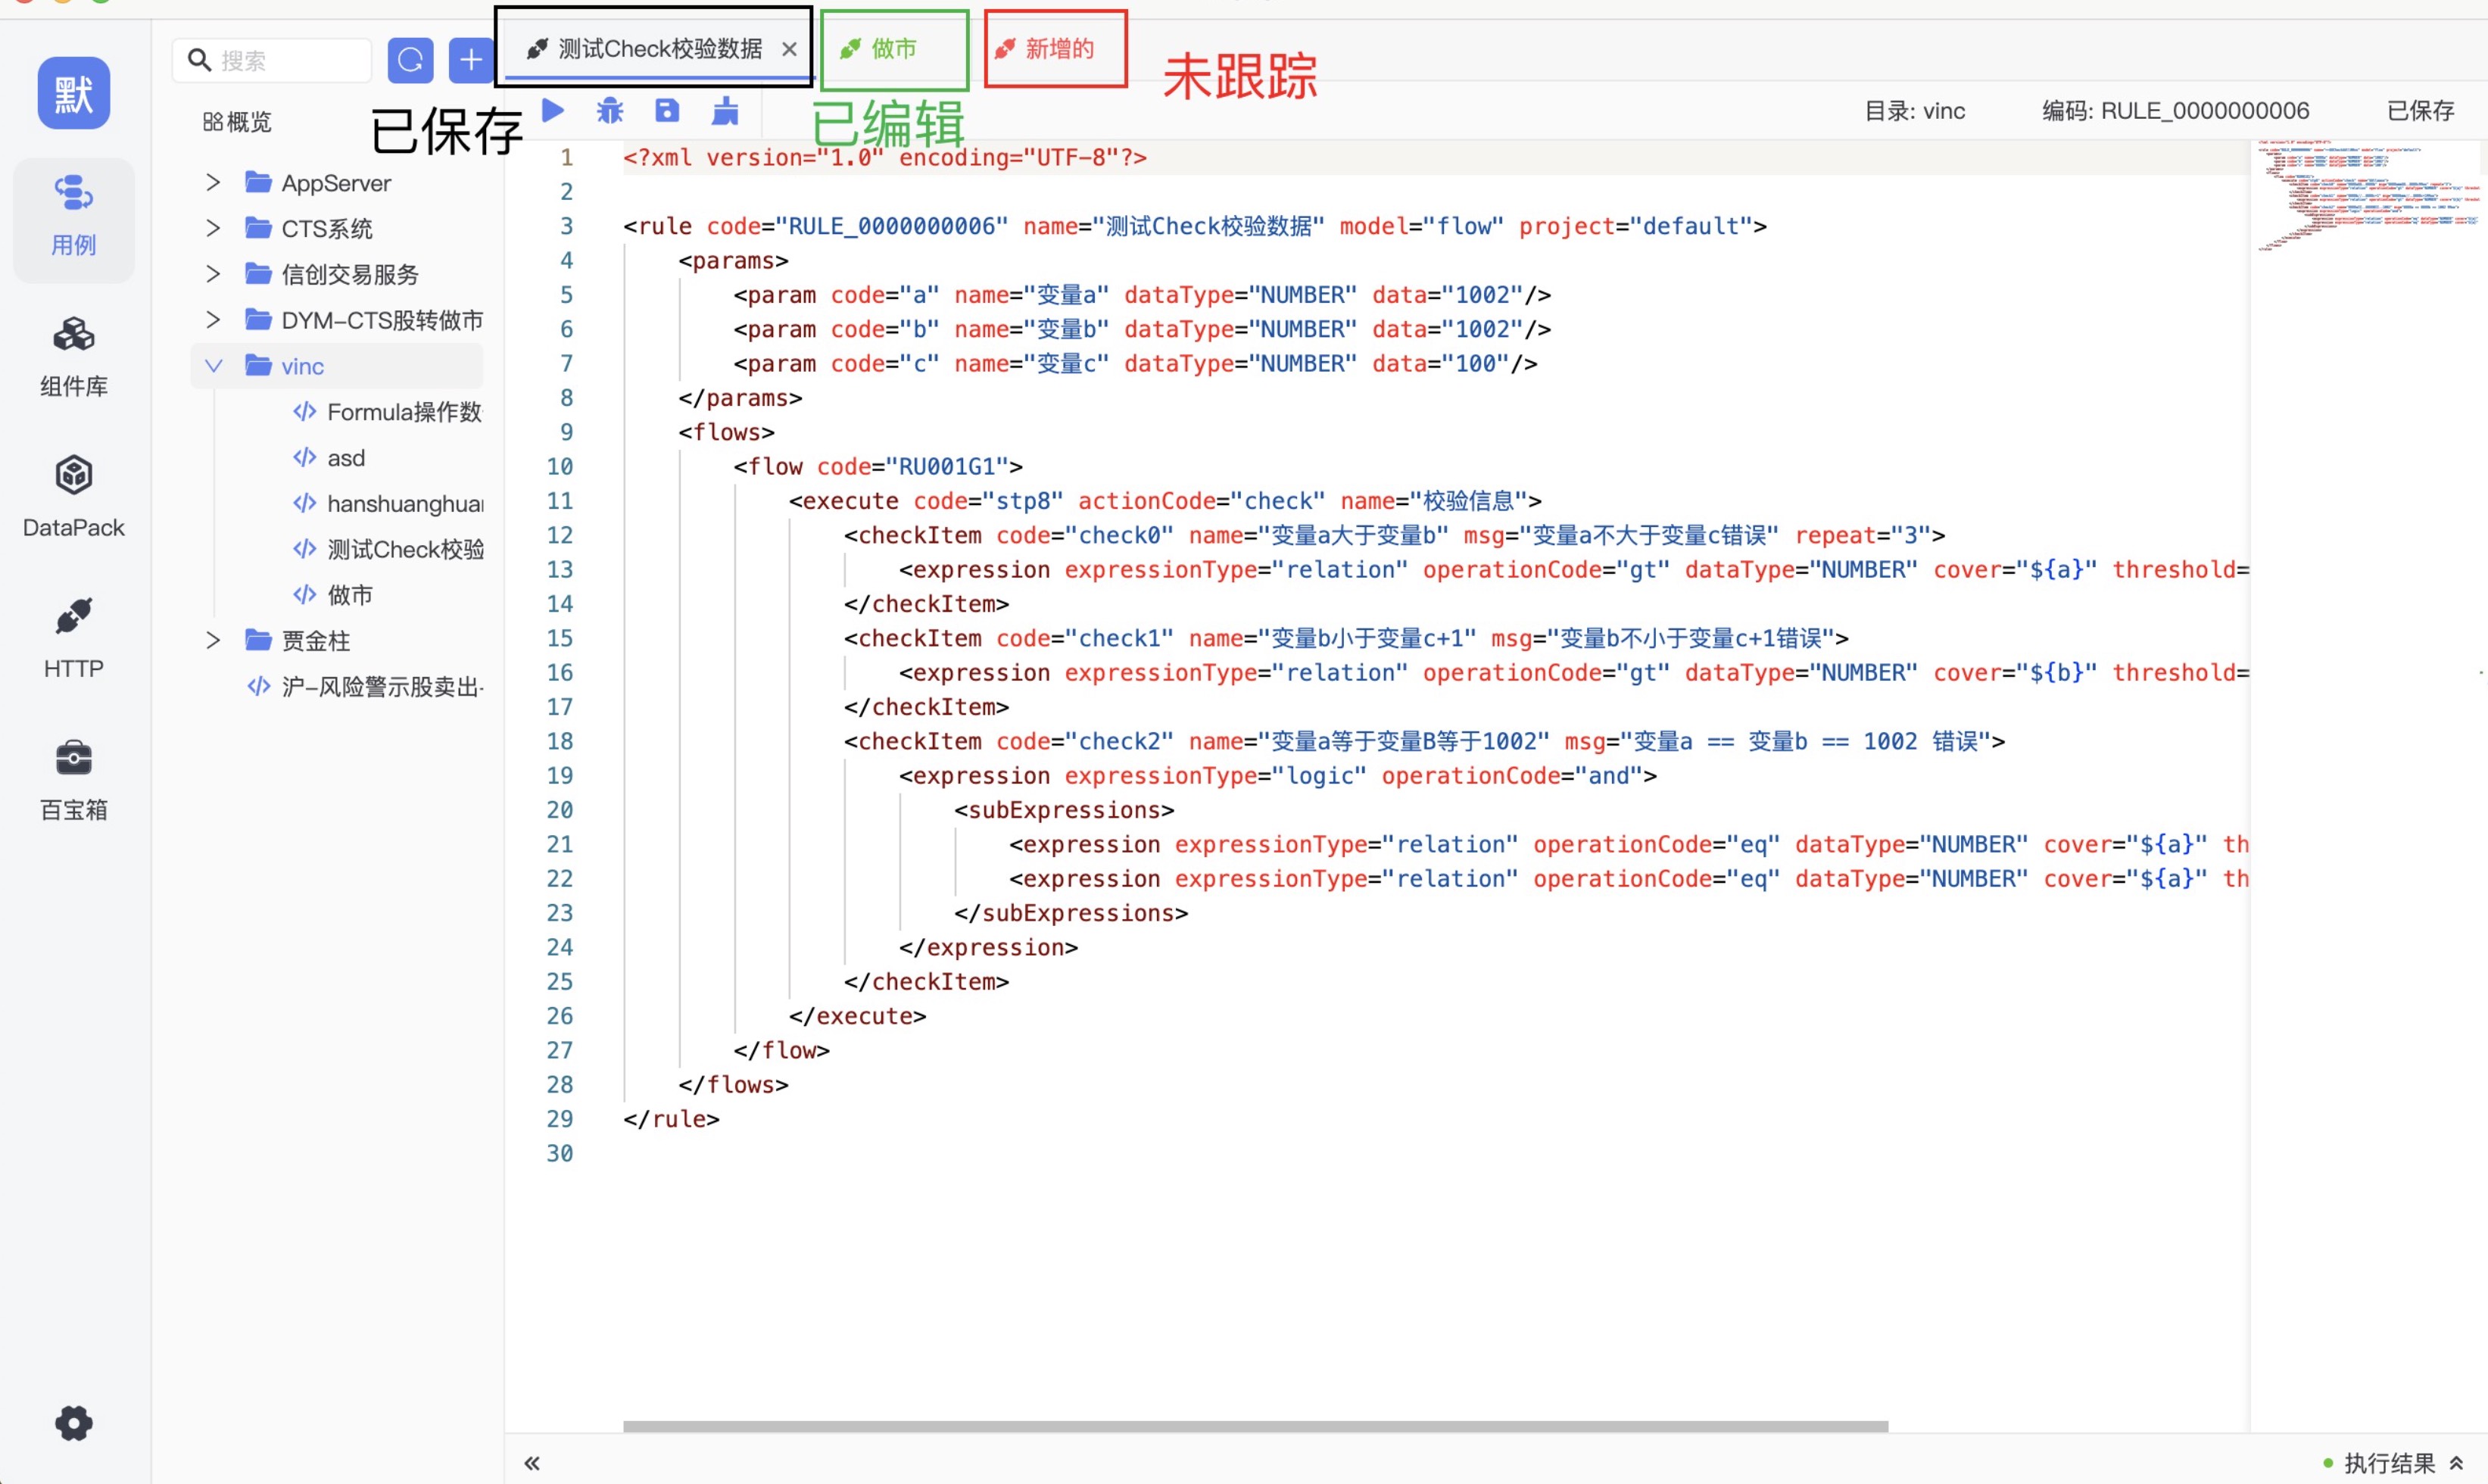 默
用例
组件库
DataPack
HTTP
百宝箱
搜索
概览
AppServer
CTS系统
信创交易服务
DYM-CTS股转做市
vinc
Formula操作数
asd
hanshuanghuan
测试Check校验
做市
贾金柱
沪-风险警示股卖出-
测试Check校验数据
做市
新增的
已保存
已编辑
未跟踪
目录: vinc
编码: RULE_0000000006
已保存
1 <?xml version="1.0" encoding="UTF-8"?>
2
3 <rule code="RULE_0000000006" name="测试Check校验数据" model="flow" project="default">
4 <params>
5 <param code="a" name="变量a" dataType="NUMBER" data="1002"/>
6 <param code="b" name="变量b" dataType="NUMBER" data="1002"/>
7 <param code="c" name="变量c" dataType="NUMBER" data="100"/>
8 </params>
9 <flows>
10 <flow code="RU001G1">
11 <execute code="stp8" actionCode="check" name="校验信息">
12 <checkItem code="check0" name="变量a大于变量b" msg="变量a不大于变量c错误" repeat="3">
13 <expression expressionType="relation" operationCode="gt" dataType="NUMBER" cover="${a}" threshold=
14 </checkItem>
15 <checkItem code="check1" name="变量b小于变量c+1" msg="变量b不小于变量c+1错误">
16 <expression expressionType="relation" operationCode="gt" dataType="NUMBER" cover="${b}" threshold=
17 </checkItem>
18 <checkItem code="check2" name="变量a等于变量B等于1002" msg="变量a == 变量b == 1002 错误">
19 <expression expressionType="logic" operationCode="and">
20 <subExpressions>
21 <expression expressionType="relation" operationCode="eq" dataType="NUMBER" cover="${a}" th
22 <expression expressionType="relation" operationCode="eq" dataType="NUMBER" cover="${a}" th
23 </subExpressions>
24 </expression>
25 </checkItem>
26 </execute>
27 </flow>
28 </flows>
29 </rule>
30
执行结果